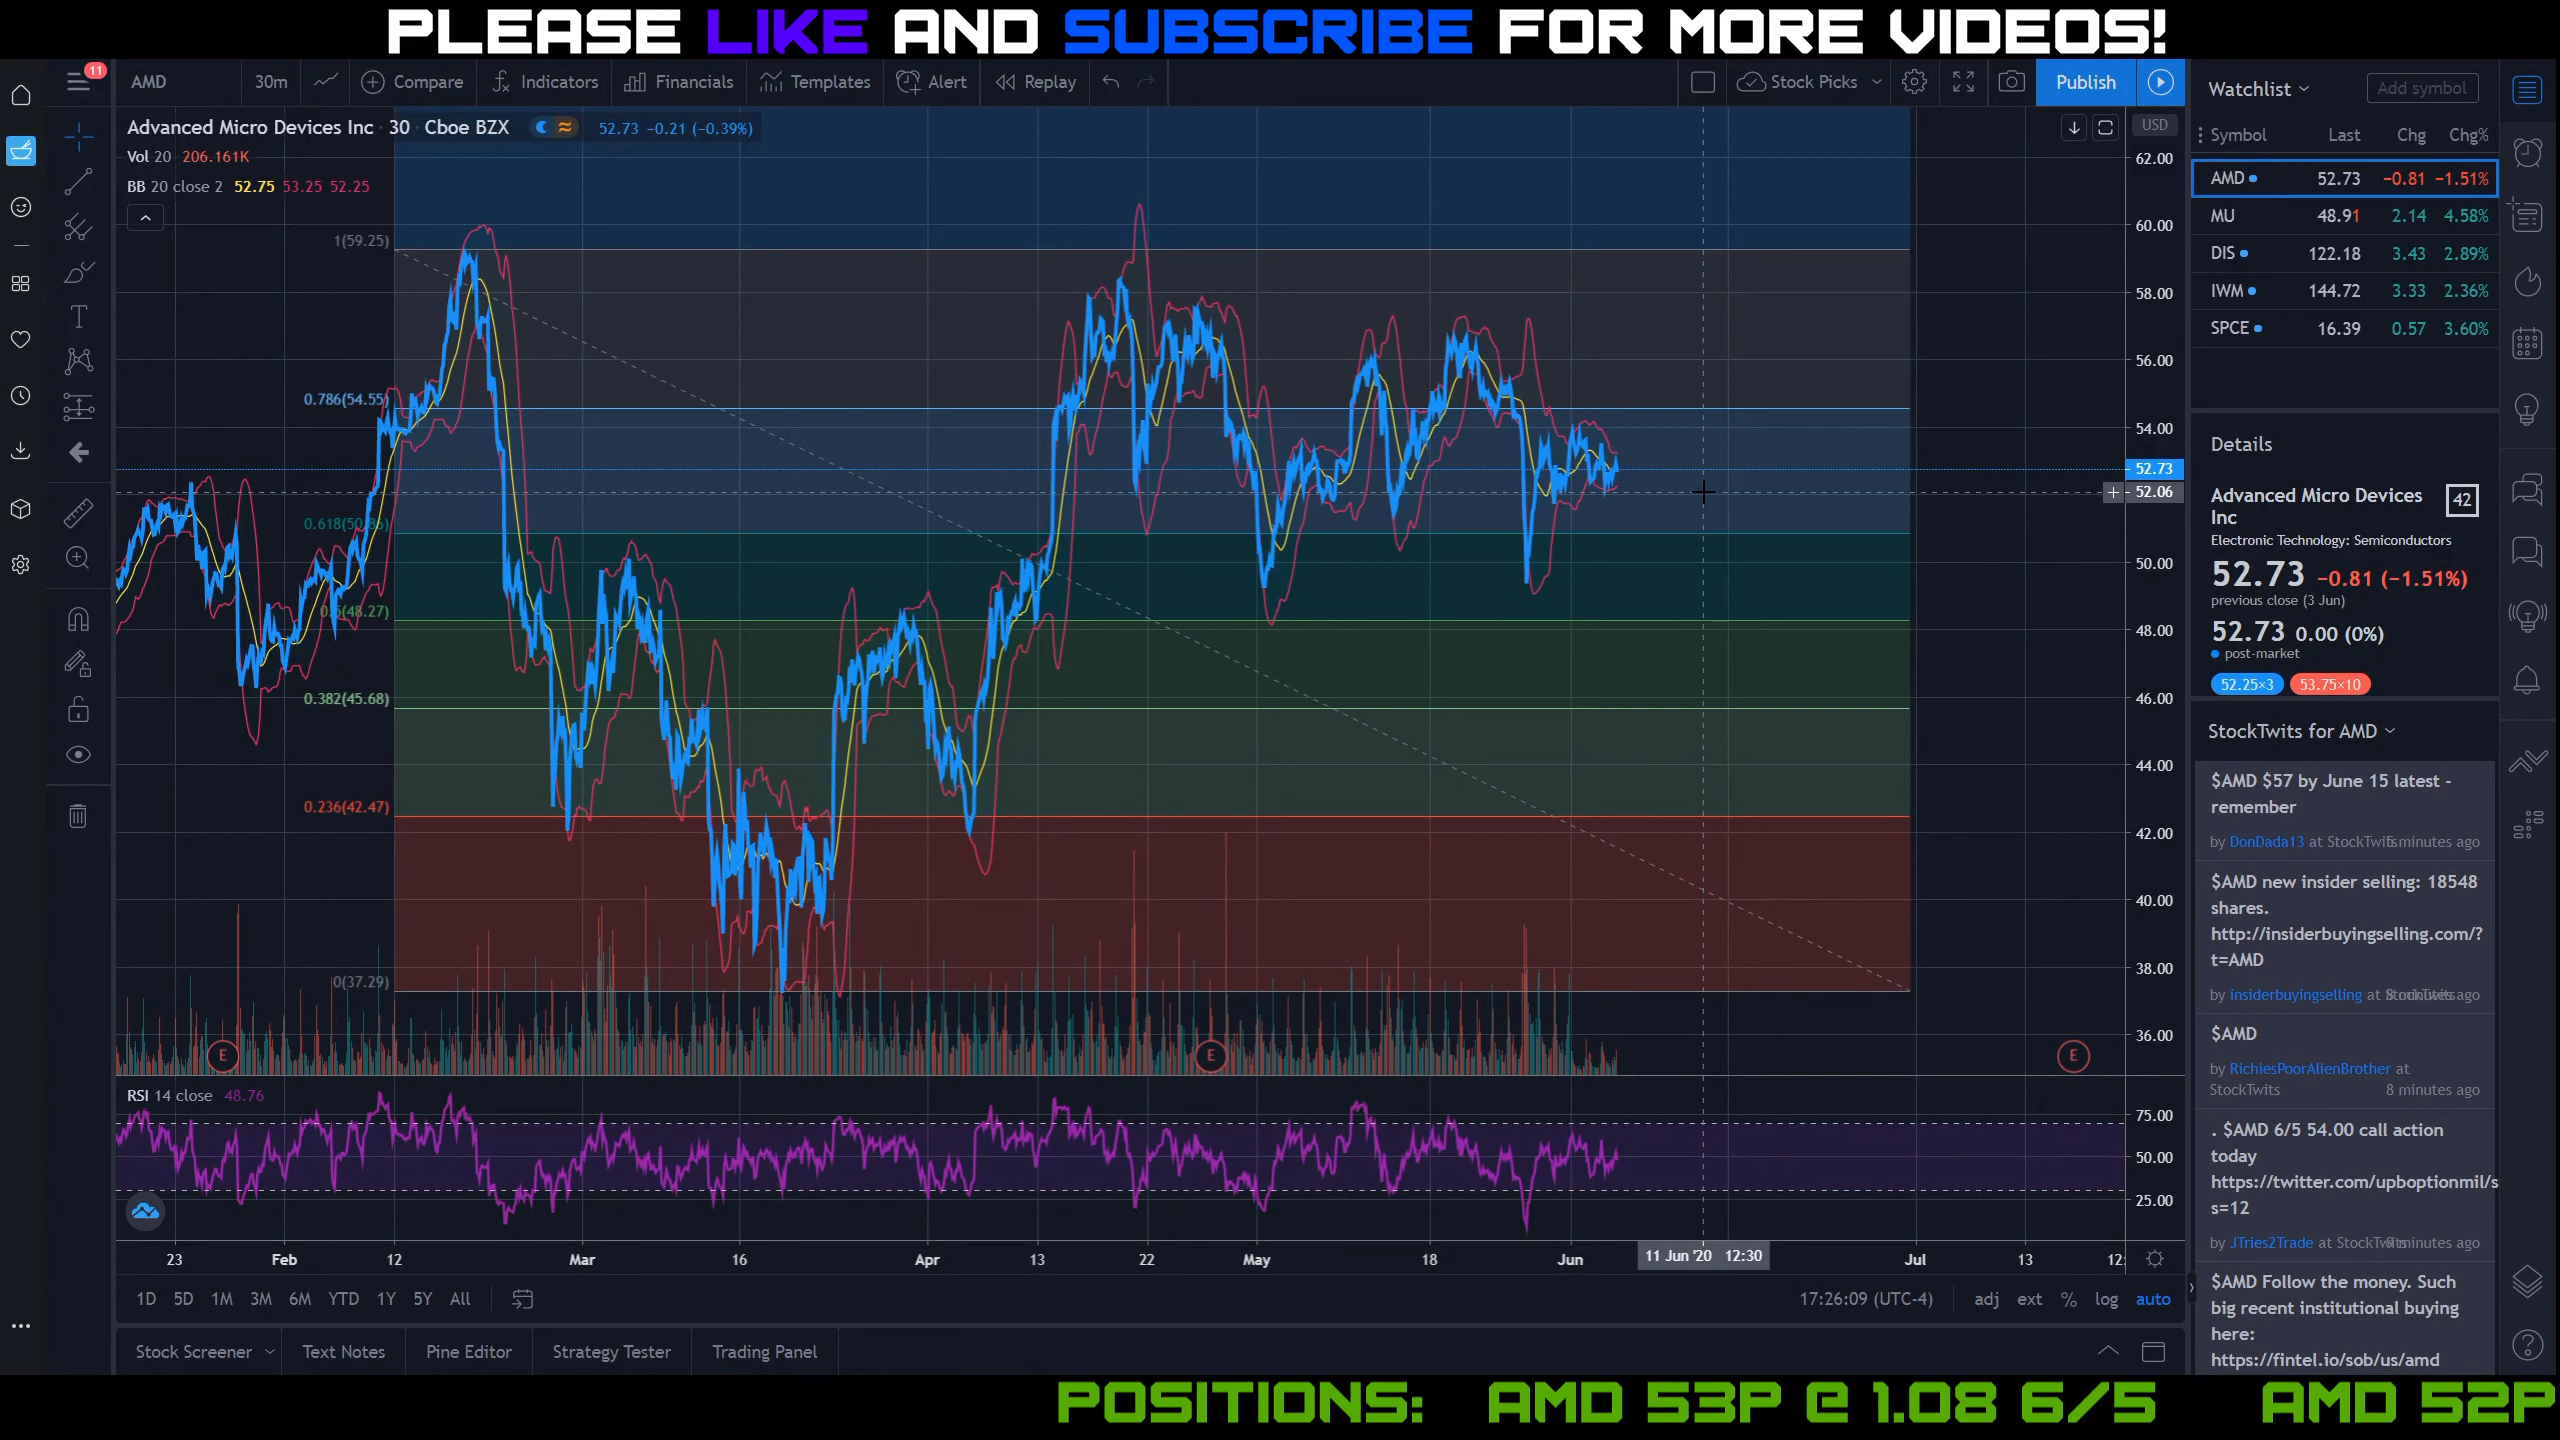 PLEASE LIKE AND SUBSCRIBE FOR MORE VIDEOS!
11
AMD 30m Compare Indicators Financials Templates Alert Replay Stock Picks Publish
Advanced Micro Devices Inc · 30 · Cboe BZX 52.73 −0.21 (−0.39%)
Vol 20 206.161K
BB 20 close 2 52.75 53.25 52.25
1(59.25)
0.786(54.55)
0.618(50.85)
0.5(48.27)
0.382(45.68)
0.236(42.47)
0(37.29)
E E E
USD
62.00
60.00
58.00
56.00
54.00
52.73
52.06
50.00
48.00
46.00
44.00
42.00
40.00
38.00
36.00
RSI 14 close 48.76
75.00
50.00
25.00
23 Feb 12 Mar 16 Apr 13 22 May 18 Jun 11 Jun '20 12:30 Jul 13 12:
1D 5D 1M 3M 6M YTD 1Y 5Y All 17:26:09 (UTC-4) adj ext % log auto
Stock Screener Text Notes Pine Editor Strategy Tester Trading Panel
Watchlist Add symbol
Symbol Last Chg Chg%
AMD 52.73 −0.81 −1.51%
MU 48.91 2.14 4.58%
DIS 122.18 3.43 2.89%
IWM 144.72 3.33 2.36%
SPCE 16.39 0.57 3.60%
Details
Advanced Micro Devices
Inc
42
Electronic Technology: Semiconductors
52.73 −0.81 (−1.51%)
previous close (3 Jun)
52.73 0.00 (0%)
post-market
52.25×3 53.75×10
StockTwits for AMD
$AMD $57 by June 15 latest -
remember
by DonDada13 at StockTwits minutes ago
$AMD new insider selling: 18548
shares.
http://insiderbuyingselling.com/?
t=AMD
by insiderbuyingselling at StockTwits ago
$AMD
by RichiesPoorAlienBrother at
StockTwits 8 minutes ago
. $AMD 6/5 54.00 call action
today
https://twitter.com/upboptionmil/s
s=12
by JTries2Trade at StockTwits minutes ago
$AMD Follow the money. Such
big recent institutional buying
here:
https://fintel.io/sob/us/amd
POSITIONS: AMD 53P @ 1.08 6/5 AMD 52P